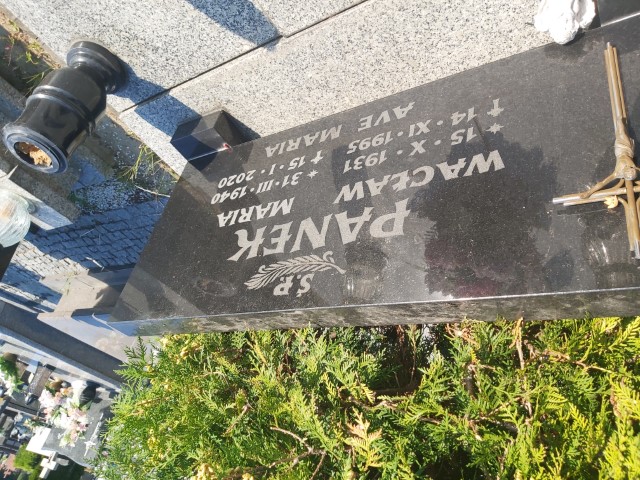 Ś.P.
PANEK
WACŁAW MARIA
* 15 · X · 1931 * 31 · III · 1940
† 14 · XI · 1995 † 15 · I · 2020
AVE MARIA